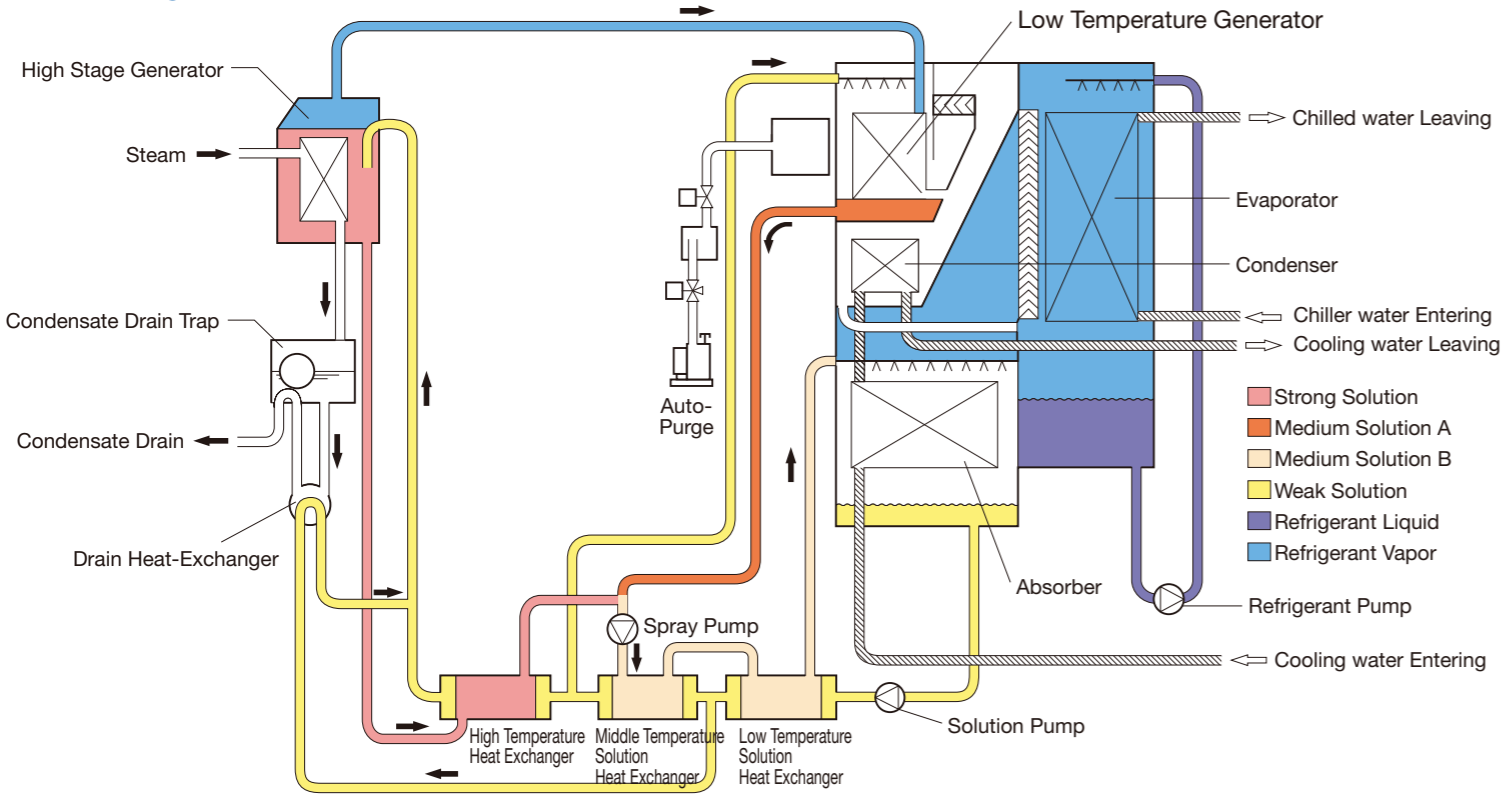 Low Temperature Generator
High Stage Generator
Chilled water Leaving
Steam
Evaporator
Condenser
Condensate Drain Trap
Chiller water Entering
Cooling water Leaving
Strong Solution
Auto-
Purge
Condensate Drain
Medium Solution A
Medium Solution B
Weak Solution
Refrigerant Liquid
Refrigerant Vapor
Drain Heat-Exchanger
Absorber
Refrigerant Pump
Spray Pump
Cooling water Entering
Solution Pump
High Temperature
Heat Exchanger
Middle Temperature
Solution
Heat Exchanger
Low Temperature
Solution
Heat Exchanger